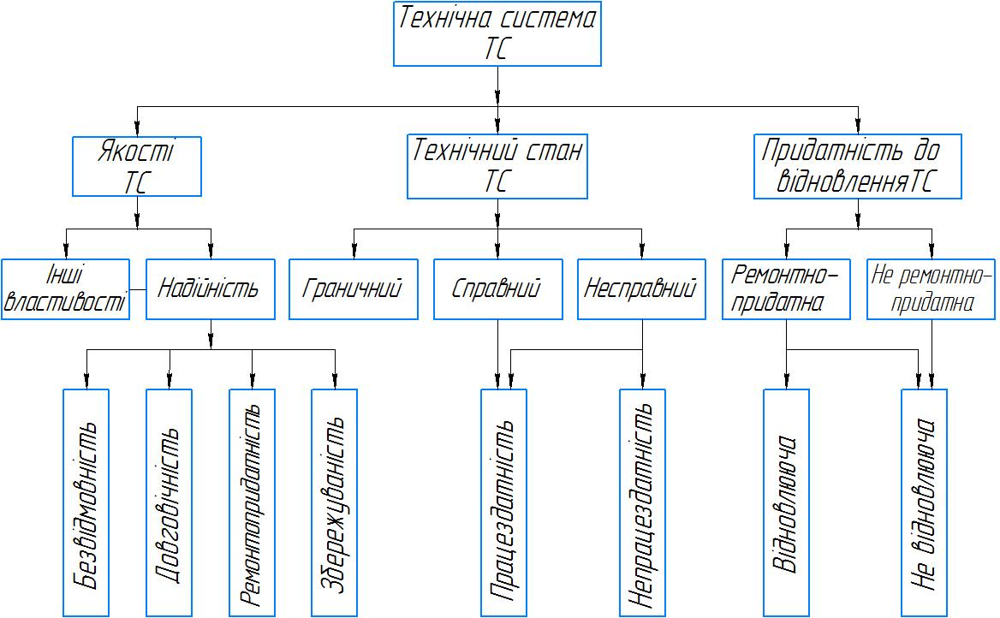 Технічна система
ТС
Якості
ТС
Технічний стан
ТС
Придатність до
відновленняТС
Інші
властивості
Надійність
Граничний
Справний
Несправний
Ремонтно-
придатна
Не ремонтно-
придатна
Безвідмовність
Довговічність
Ремонтопридатність
Збережуваність
Працездатність
Непрацездатність
Відновлююча
Не відновлююча